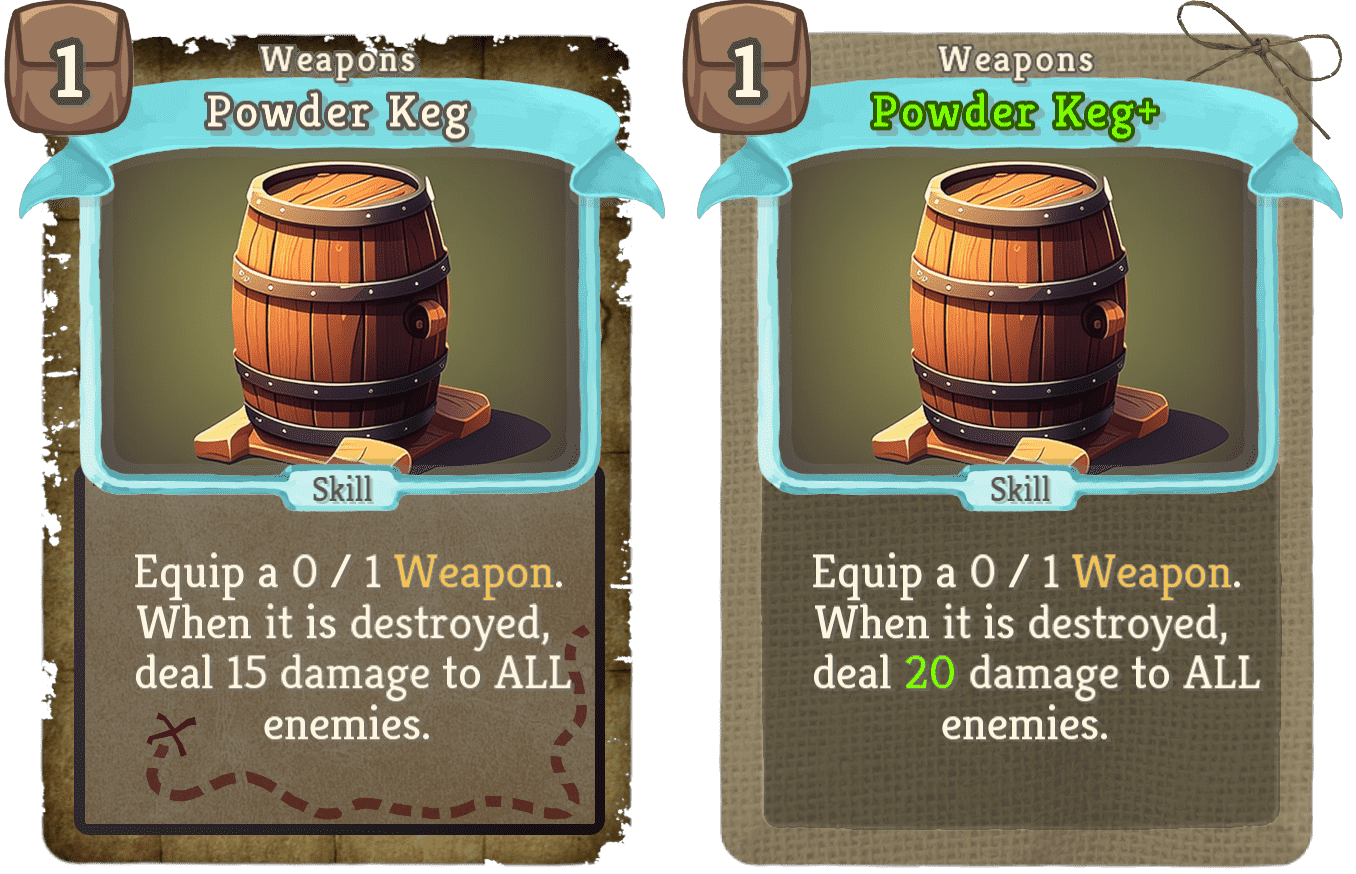 1
Weapons
Powder Keg
Skill
Equip a 0 / 1 Weapon.
When it is destroyed,
deal 15 damage to ALL
enemies.
1
Weapons
Powder Keg+
Skill
Equip a 0 / 1 Weapon.
When it is destroyed,
deal 20 damage to ALL
enemies.